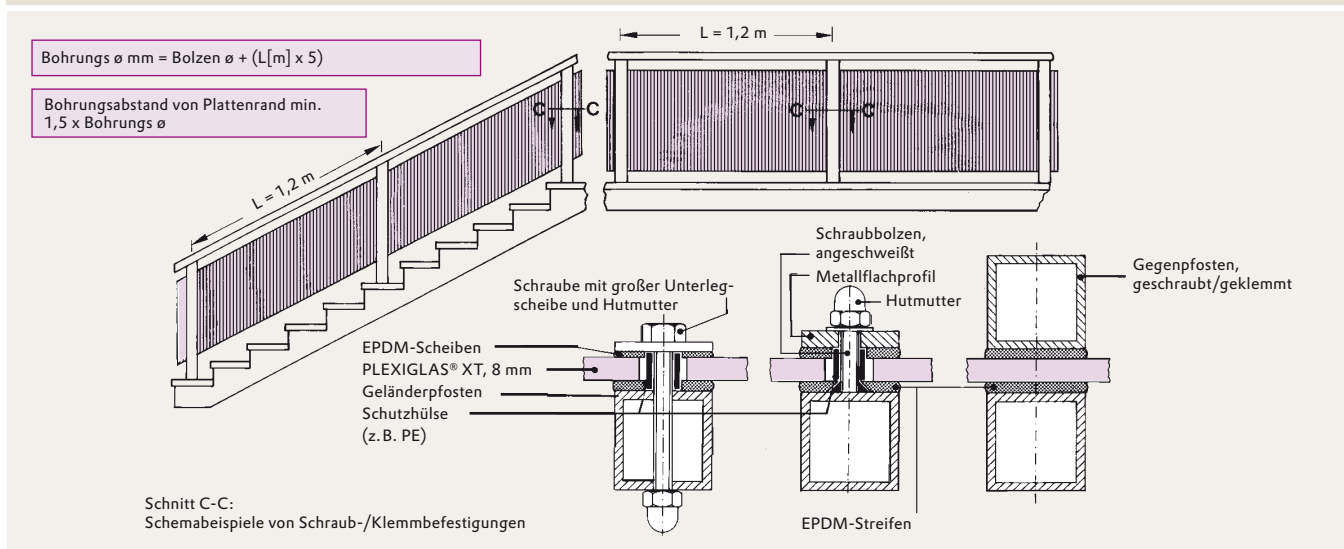 Bohrungs ø mm = Bolzen ø + (L[m] x 5)
Bohrungsabstand von Plattenrand min.
1,5 x Bohrungs ø
L = 1,2 m
C
C
L = 1,2 m
C
C
Schraube mit großer Unterleg-
scheibe und Hutmutter
EPDM-Scheiben
PLEXIGLAS® XT, 8 mm
Geländerpfosten
Schutzhülse
(z. B. PE)
Schraubbolzen,
angeschweißt
Metallflachprofil
Hutmutter
Gegenpfosten,
geschraubt/geklemmt
EPDM-Streifen
Schnitt C-C:
Schemabeispiele von Schraub-/Klemmbefestigungen